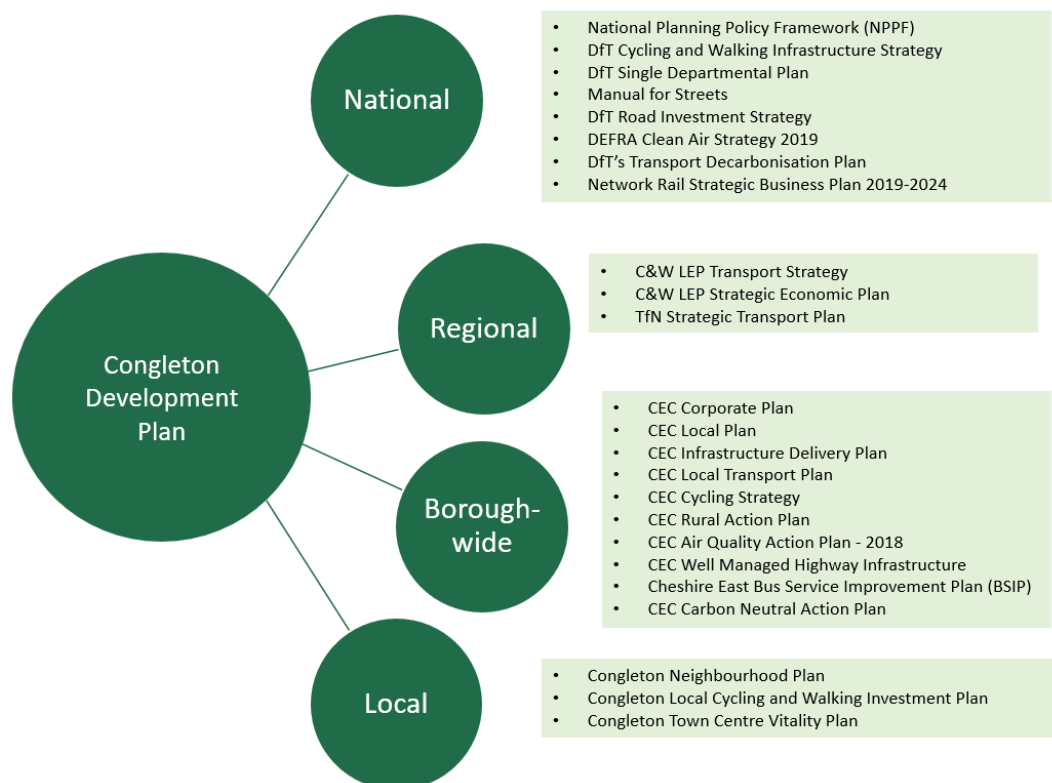 National
• National Planning Policy Framework (NPPF)
• DfT Cycling and Walking Infrastructure Strategy
• DfT Single Departmental Plan
• Manual for Streets
• DfT Road Investment Strategy
• DEFRA Clean Air Strategy 2019
• DfT's Transport Decarbonisation Plan
• Network Rail Strategic Business Plan 2019-2024
Congleton
Development
Plan
Regional
• C&W LEP Transport Strategy
• C&W LEP Strategic Economic Plan
• TfN Strategic Transport Plan
Borough-
wide
• CEC Corporate Plan
• CEC Local Plan
• CEC Infrastructure Delivery Plan
• CEC Local Transport Plan
• CEC Cycling Strategy
• CEC Rural Action Plan
• CEC Air Quality Action Plan - 2018
• CEC Well Managed Highway Infrastructure
• Cheshire East Bus Service Improvement Plan (BSIP)
• CEC Carbon Neutral Action Plan
Local
• Congleton Neighbourhood Plan
• Congleton Local Cycling and Walking Investment Plan
• Congleton Town Centre Vitality Plan